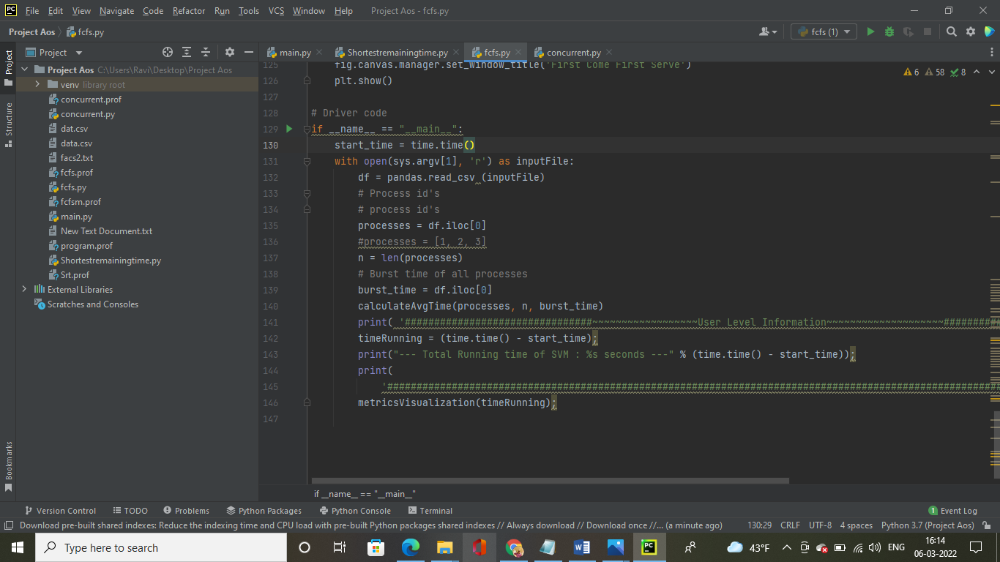 PC File Edit View Navigate Code Refactor Run Tools VCS Window Help Project Aos - fcfs.py
Project Aos fcfs.py fcfs (1)
Project
main.py Shortestremainingtime.py fcfs.py concurrent.py
Project
Structure
Bookmarks
Project Aos C:\Users\Ravi\Desktop\Project Aos
venv library root
concurrent.prof
concurrent.py
dat.csv
data.csv
facs2.txt
fcfs.prof
fcfs.py
fcfsm.prof
main.py
New Text Document.txt
program.prof
Shortestremainingtime.py
Srt.prof
External Libraries
Scratches and Consoles
6 58 8
125 fig.canvas.manager.set_window_title('First Come First Serve')
126 plt.show()
127
128 # Driver code
129 if __name__ == "__main__":
130 start_time = time.time()
131 with open(sys.argv[1], 'r') as inputFile:
132 df = pandas.read_csv (inputFile)
133 # Process id's
134 # process id's
135 processes = df.iloc[0]
136 #processes = [1, 2, 3]
137 n = len(processes)
138 # Burst time of all processes
139 burst_time = df.iloc[0]
140 calculateAvgTime(processes, n, burst_time)
141 print( '################################~~~~~~~~~~~~~~~~~~User Level Information~~~~~~~~~~~~~~~~~~~~##########
142 timeRunning = (time.time() - start_time);
143 print("--- Total Running time of SVM : %s seconds ---" % (time.time() - start_time));
144 print(
145 '########################################################################################################
146 metricsVisualization(timeRunning);
147
if __name__ == "__main__"
Version Control TODO Problems Python Packages Python Console Terminal 1 Event Log
Download pre-built shared indexes: Reduce the indexing time and CPU load with pre-built Python packages shared indexes // Always download // Download once //... (a minute ago) 130:29 CRLF UTF-8 4 spaces Python 3.7 (Project Aos)
Type here to search 43°F ENG 16:14
06-03-2022